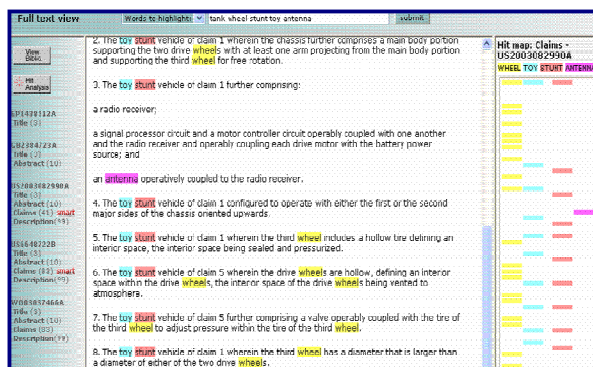 Full text view
Words to highlight:
tank wheel stunt toy antenna
submit
View
Biblio.
Hit
Analysis
EP1438112A
Title (3)
Abstract (10)
US2003082990A
Title (3)
Abstract (10)
Claims (41) smart
Description(99)
US6648722B
Title (3)
Abstract (10)
Claims (82) smart
Description(99)
WO03037466A
Title (3)
Abstract (10)
Claims (83)
Description(99)
2. The toy stunt vehicle of claim 1 wherein the chassis further comprises a main body portion
supporting the two drive wheels with at least one arm projecting from the main body portion
and supporting the third wheel for free rotation.
3. The toy stunt vehicle of claim 1 further comprising:
a radio receiver;
a signal processor circuit and a motor controller circuit operably coupled with one another
and the radio receiver and operably coupling each drive motor with the battery power
source; and
an antenna operatively coupled to the radio receiver.
4. The toy stunt vehicle of claim 1 configured to operate with either the first or the second
major sides of the chassis oriented upwards.
5. The toy stunt vehicle of claim 1 wherein the third wheel includes a hollow tire defining an
interior space, the interior space being sealed and pressurized.
6. The toy stunt vehicle of claim 5 wherein the drive wheels are hollow, defining an interior
space within the drive wheels, the interior space of the drive wheels being vented to
atmosphere.
7. The toy stunt vehicle of claim 5 further comprising a valve operably coupled with the tire of
the third wheel to adjust pressure within the tire of the third wheel.
8. The toy stunt vehicle of claim 1 wherein the third wheel has a diameter that is larger than
a diameter of either of the two drive wheels.
Hit map: Claims -
US2003082990A
WHEEL TOY STUNT ANTENNA